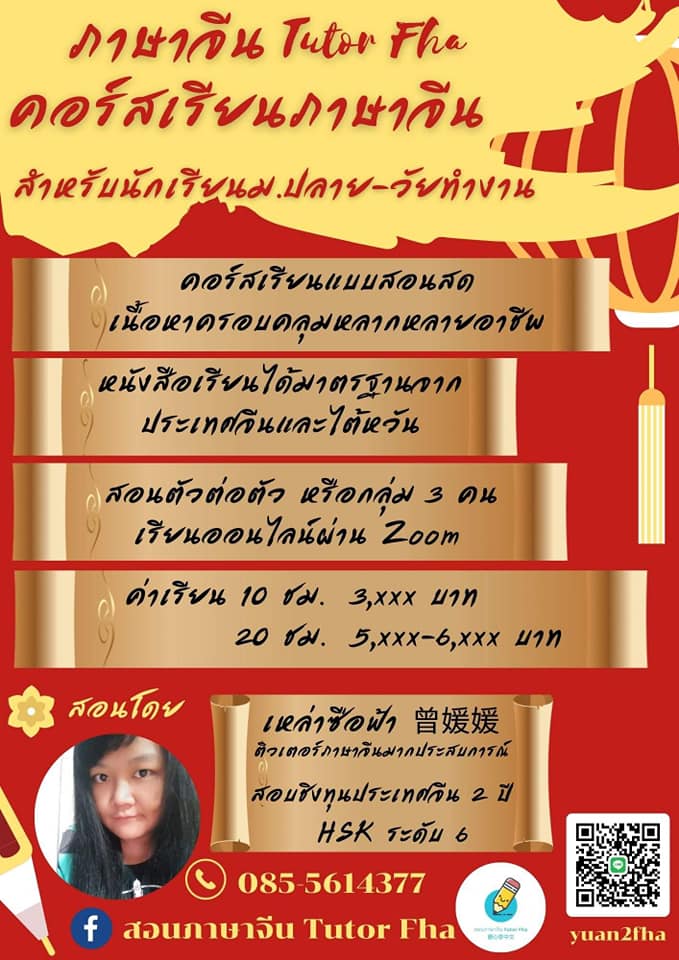 ภาษาจีน Tutor Fha
คอร์สเรียนภาษาจีน
สำหรับนักเรียนม.ปลาย-วัยทำงาน
คอร์สเรียนแบบสอนสด
เนื้อหาครอบคลุมหลากหลายอาชีพ
หนังสือเรียนได้มาตรฐานจาก
ประเทศจีนและไต้หวัน
สอนตัวต่อตัว หรือกลุ่ม 3 คน
เรียนออนไลน์ผ่าน Zoom
ค่าเรียน 10 ชม. 3,xxx บาท
20 ชม. 5,xxx-6,xxx บาท
สอนโดย
เหล่าซือฟ้า 曾媛媛
ติวเตอร์ภาษาจีนมากประสบการณ์
สอบชิงทุนประเทศจีน 2 ปี
HSK ระดับ 6
085-5614377
สอนภาษาจีน Tutor Fha
สอนภาษาจีน Tutor Fha
LINE
yuan2fha